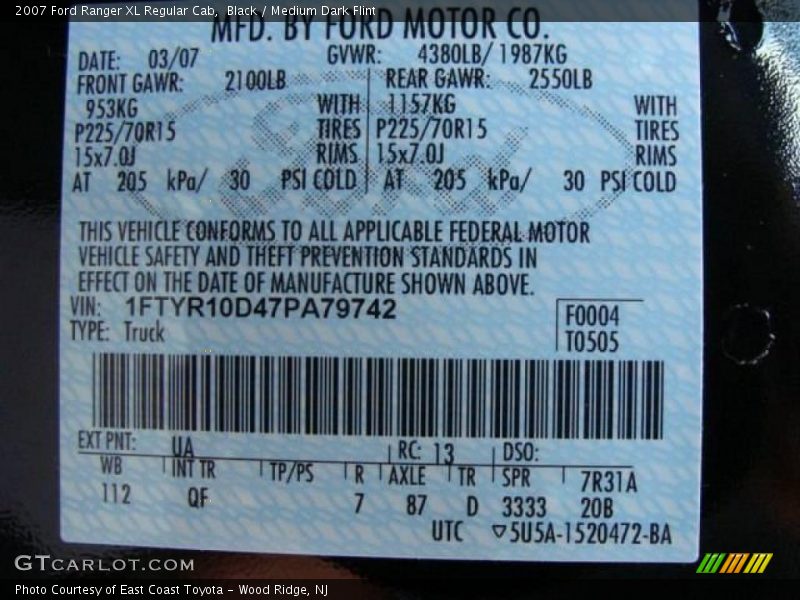 2007 Ford Ranger XL Regular Cab, Black / Medium Dark Flint
MFD. BY FORD MOTOR CO.
DATE: 03/07 GVWR: 4380LB/ 1987KG
FRONT GAWR: 2100LB REAR GAWR: 2550LB
953KG WITH 1157KG WITH
P225/70R15 TIRES P225/70R15 TIRES
15x7.0J RIMS 15x7.0J RIMS
AT 205 kPa/ 30 PSI COLD AT 205 kPa/ 30 PSI COLD
THIS VEHICLE CONFORMS TO ALL APPLICABLE FEDERAL MOTOR
VEHICLE SAFETY AND THEFT PREVENTION STANDARDS IN
EFFECT ON THE DATE OF MANUFACTURE SHOWN ABOVE.
VIN: 1FTYR10D47PA79742 F0004
TYPE: Truck T0505
EXT PNT: UA RC: 13 DSO:
WB INT TR TP/PS R AXLE TR SPR 7R31A
112 QF 7 87 D 3333 20B
UTC ▽5U5A-1520472-BA
GTCARLOT.COM
Photo Courtesy of East Coast Toyota - Wood Ridge, NJ